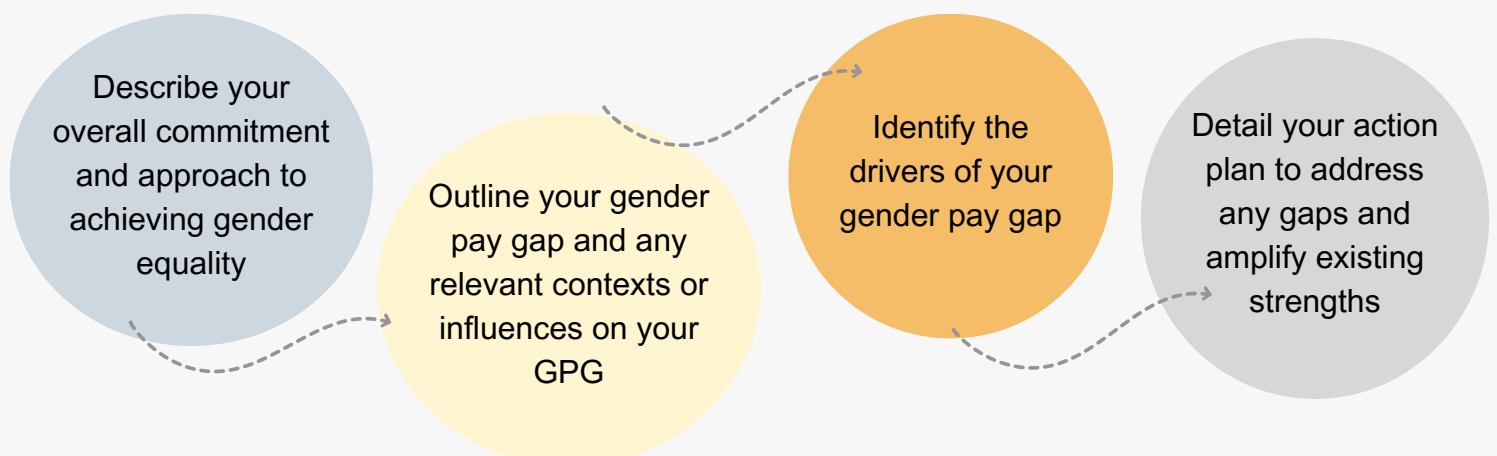 Describe your
overall commitment
and approach to
achieving gender
equality
Outline your gender
pay gap and any
relevant contexts or
influences on your
GPG
Identify the
drivers of your
gender pay gap
Detail your action
plan to address
any gaps and
amplify existing
strengths